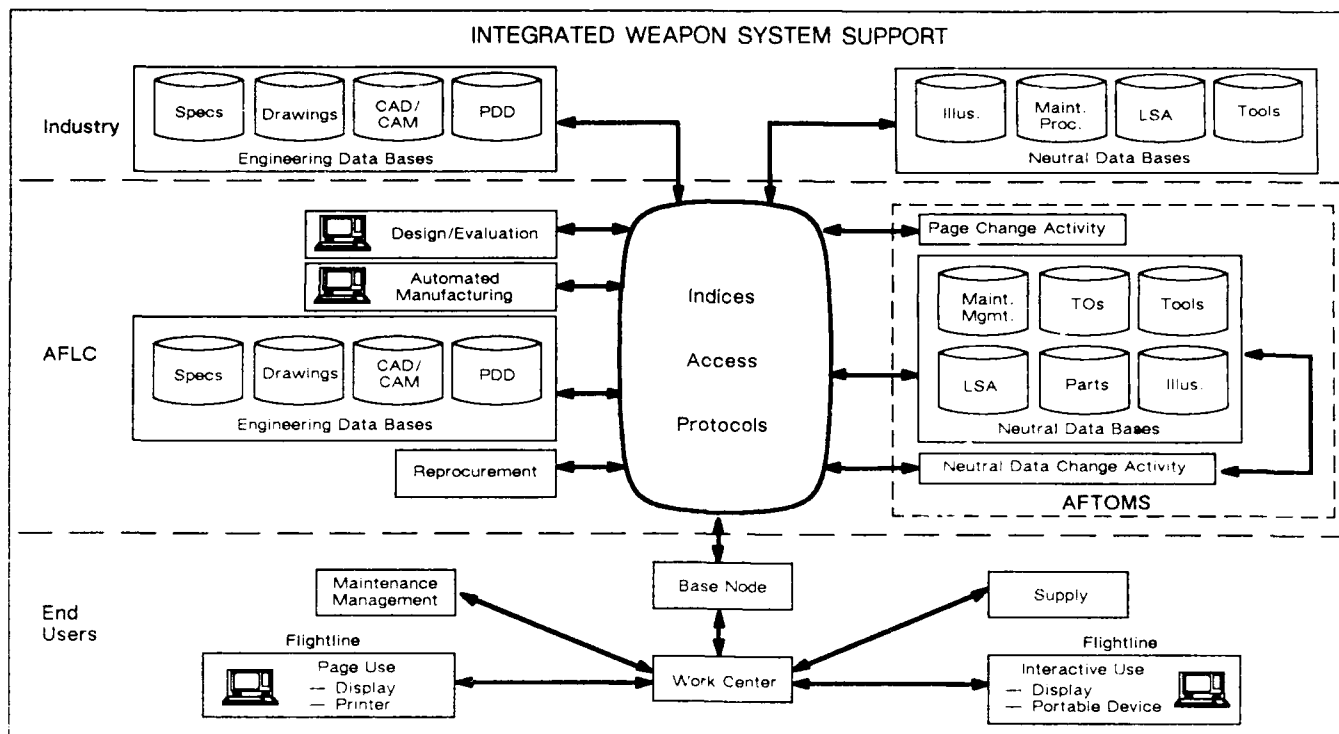 INTEGRATED WEAPON SYSTEM SUPPORT
Industry
Specs
Drawings
CAD/
CAM
PDD
Engineering Data Bases
Illus.
Maint.
Proc.
LSA
Tools
Neutral Data Bases
AFLC
Design/Evaluation
Automated
Manufacturing
Specs
Drawings
CAD/
CAM
PDD
Engineering Data Bases
Reprocurement
Indices
Access
Protocols
Page Change Activity
Maint.
Mgmt.
TOs
Tools
LSA
Parts
Illus.
Neutral Data Bases
Neutral Data Change Activity
AFTOMS
End
Users
Maintenance
Management
Base Node
Supply
Flightline
Page Use
— Display
— Printer
Work Center
Flightline
Interactive Use
— Display
— Portable Device